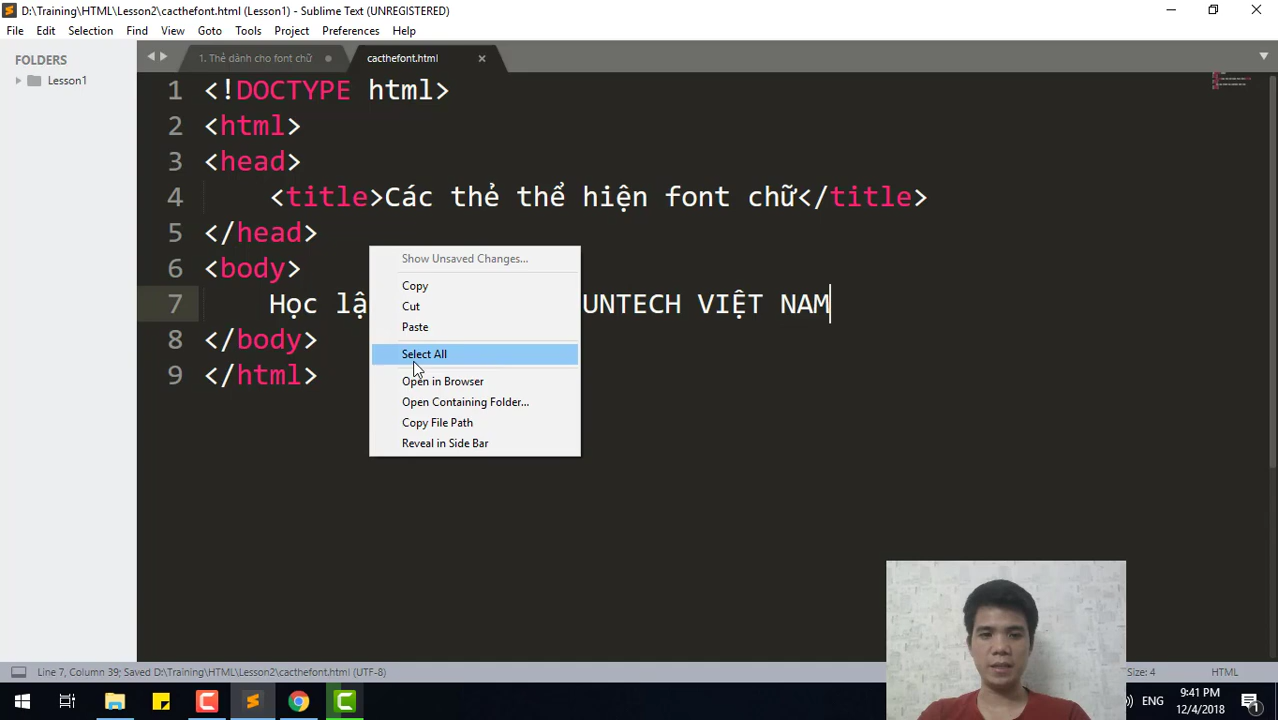 D:\Training\HTML\Lesson2\cacthefont.html (Lesson1) - Sublime Text (UNREGISTERED)
File Edit Selection Find View Goto Tools Project Preferences Help
FOLDERS
Lesson1
1. Thẻ dành cho font chữ
cacthefont.html
1 <!DOCTYPE html>
2 <html>
3 <head>
4 <title>Các thẻ thể hiện font chữ</title>
5 </head>
6 <body>
7 Học lậ UNTECH VIỆT NAM
8 </body>
9 </html>
Show Unsaved Changes...
Copy
Cut
Paste
Select All
Open in Browser
Open Containing Folder...
Copy File Path
Reveal in Side Bar
Line 7, Column 39; Saved D:\Training\HTML\Lesson2\cacthefont.html (UTF-8)
Size: 4
HTML
ENG
9:41 PM
12/4/2018
1